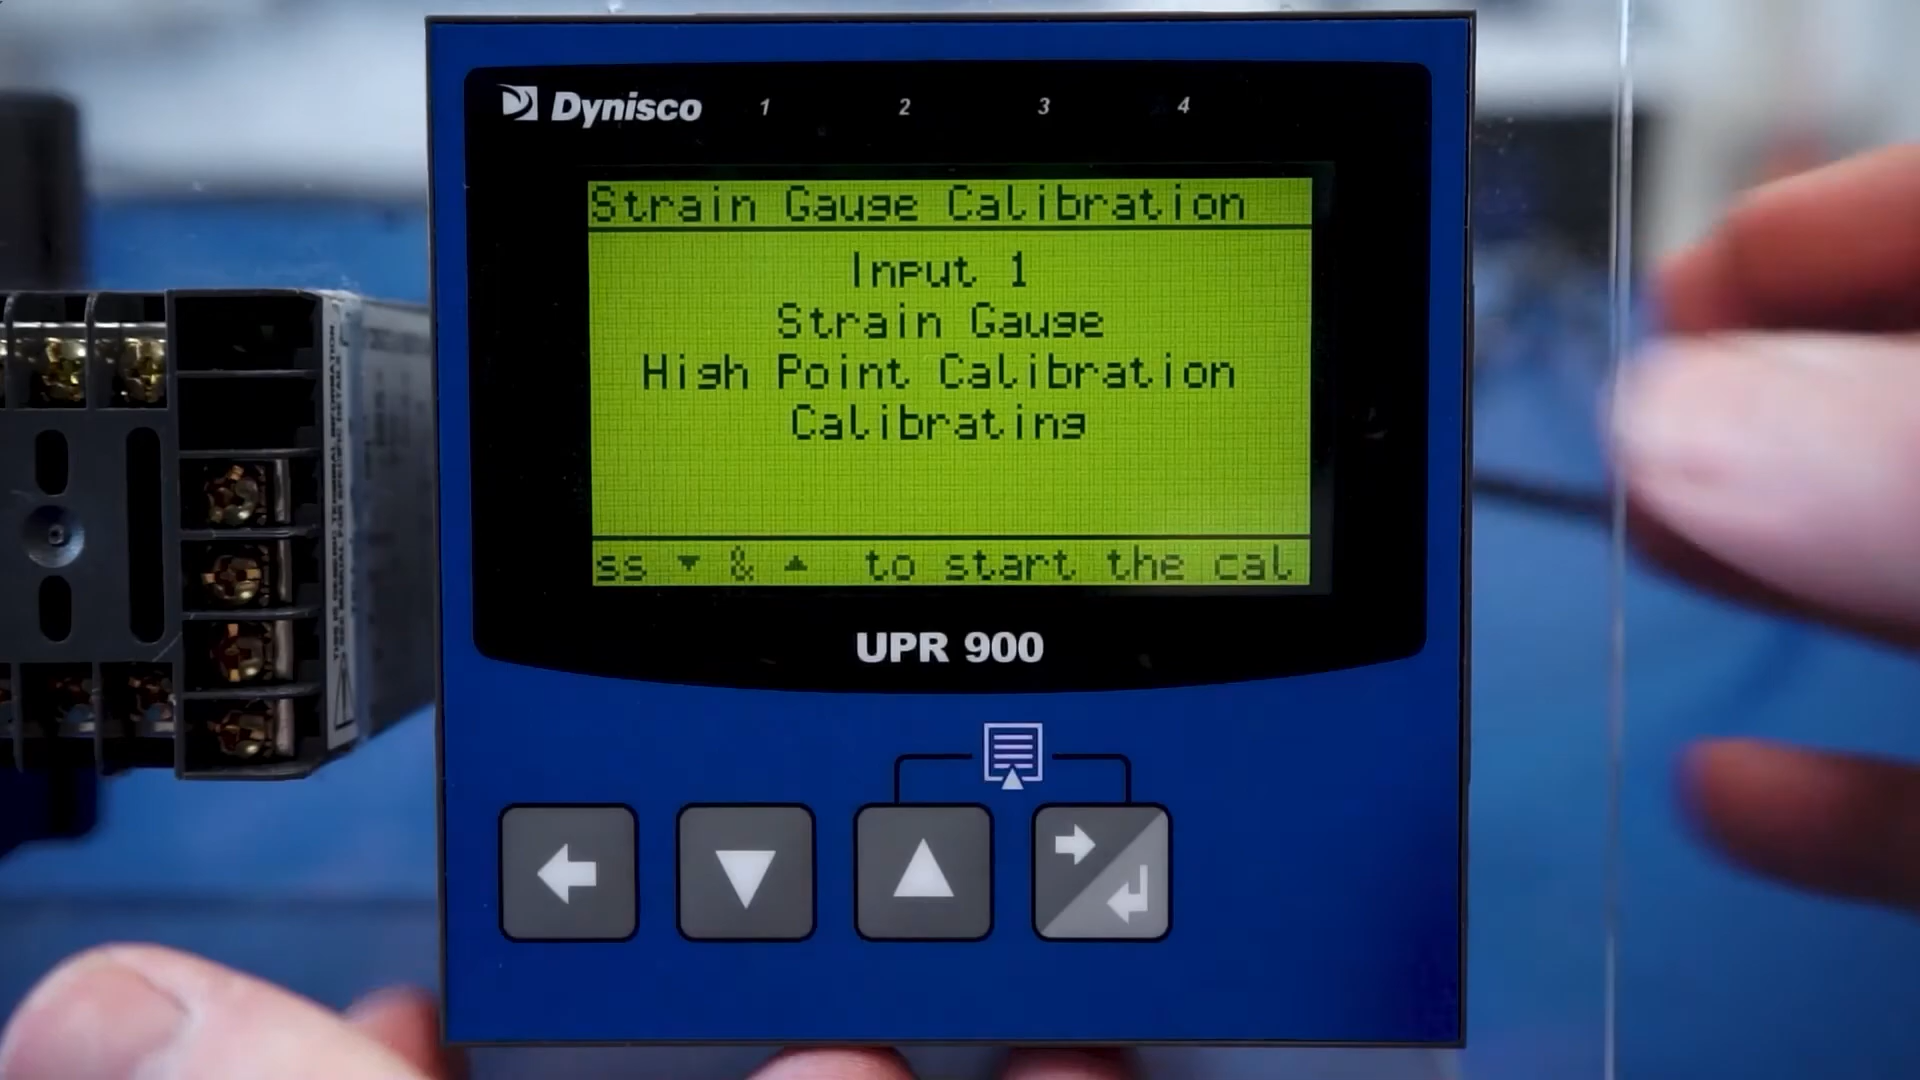 Dynisco 1 2 3 4
Strain Gauge Calibration
Input 1
Strain Gauge
High Point Calibration
Calibrating
ss ▼ & ▲ to start the cal
UPR 900